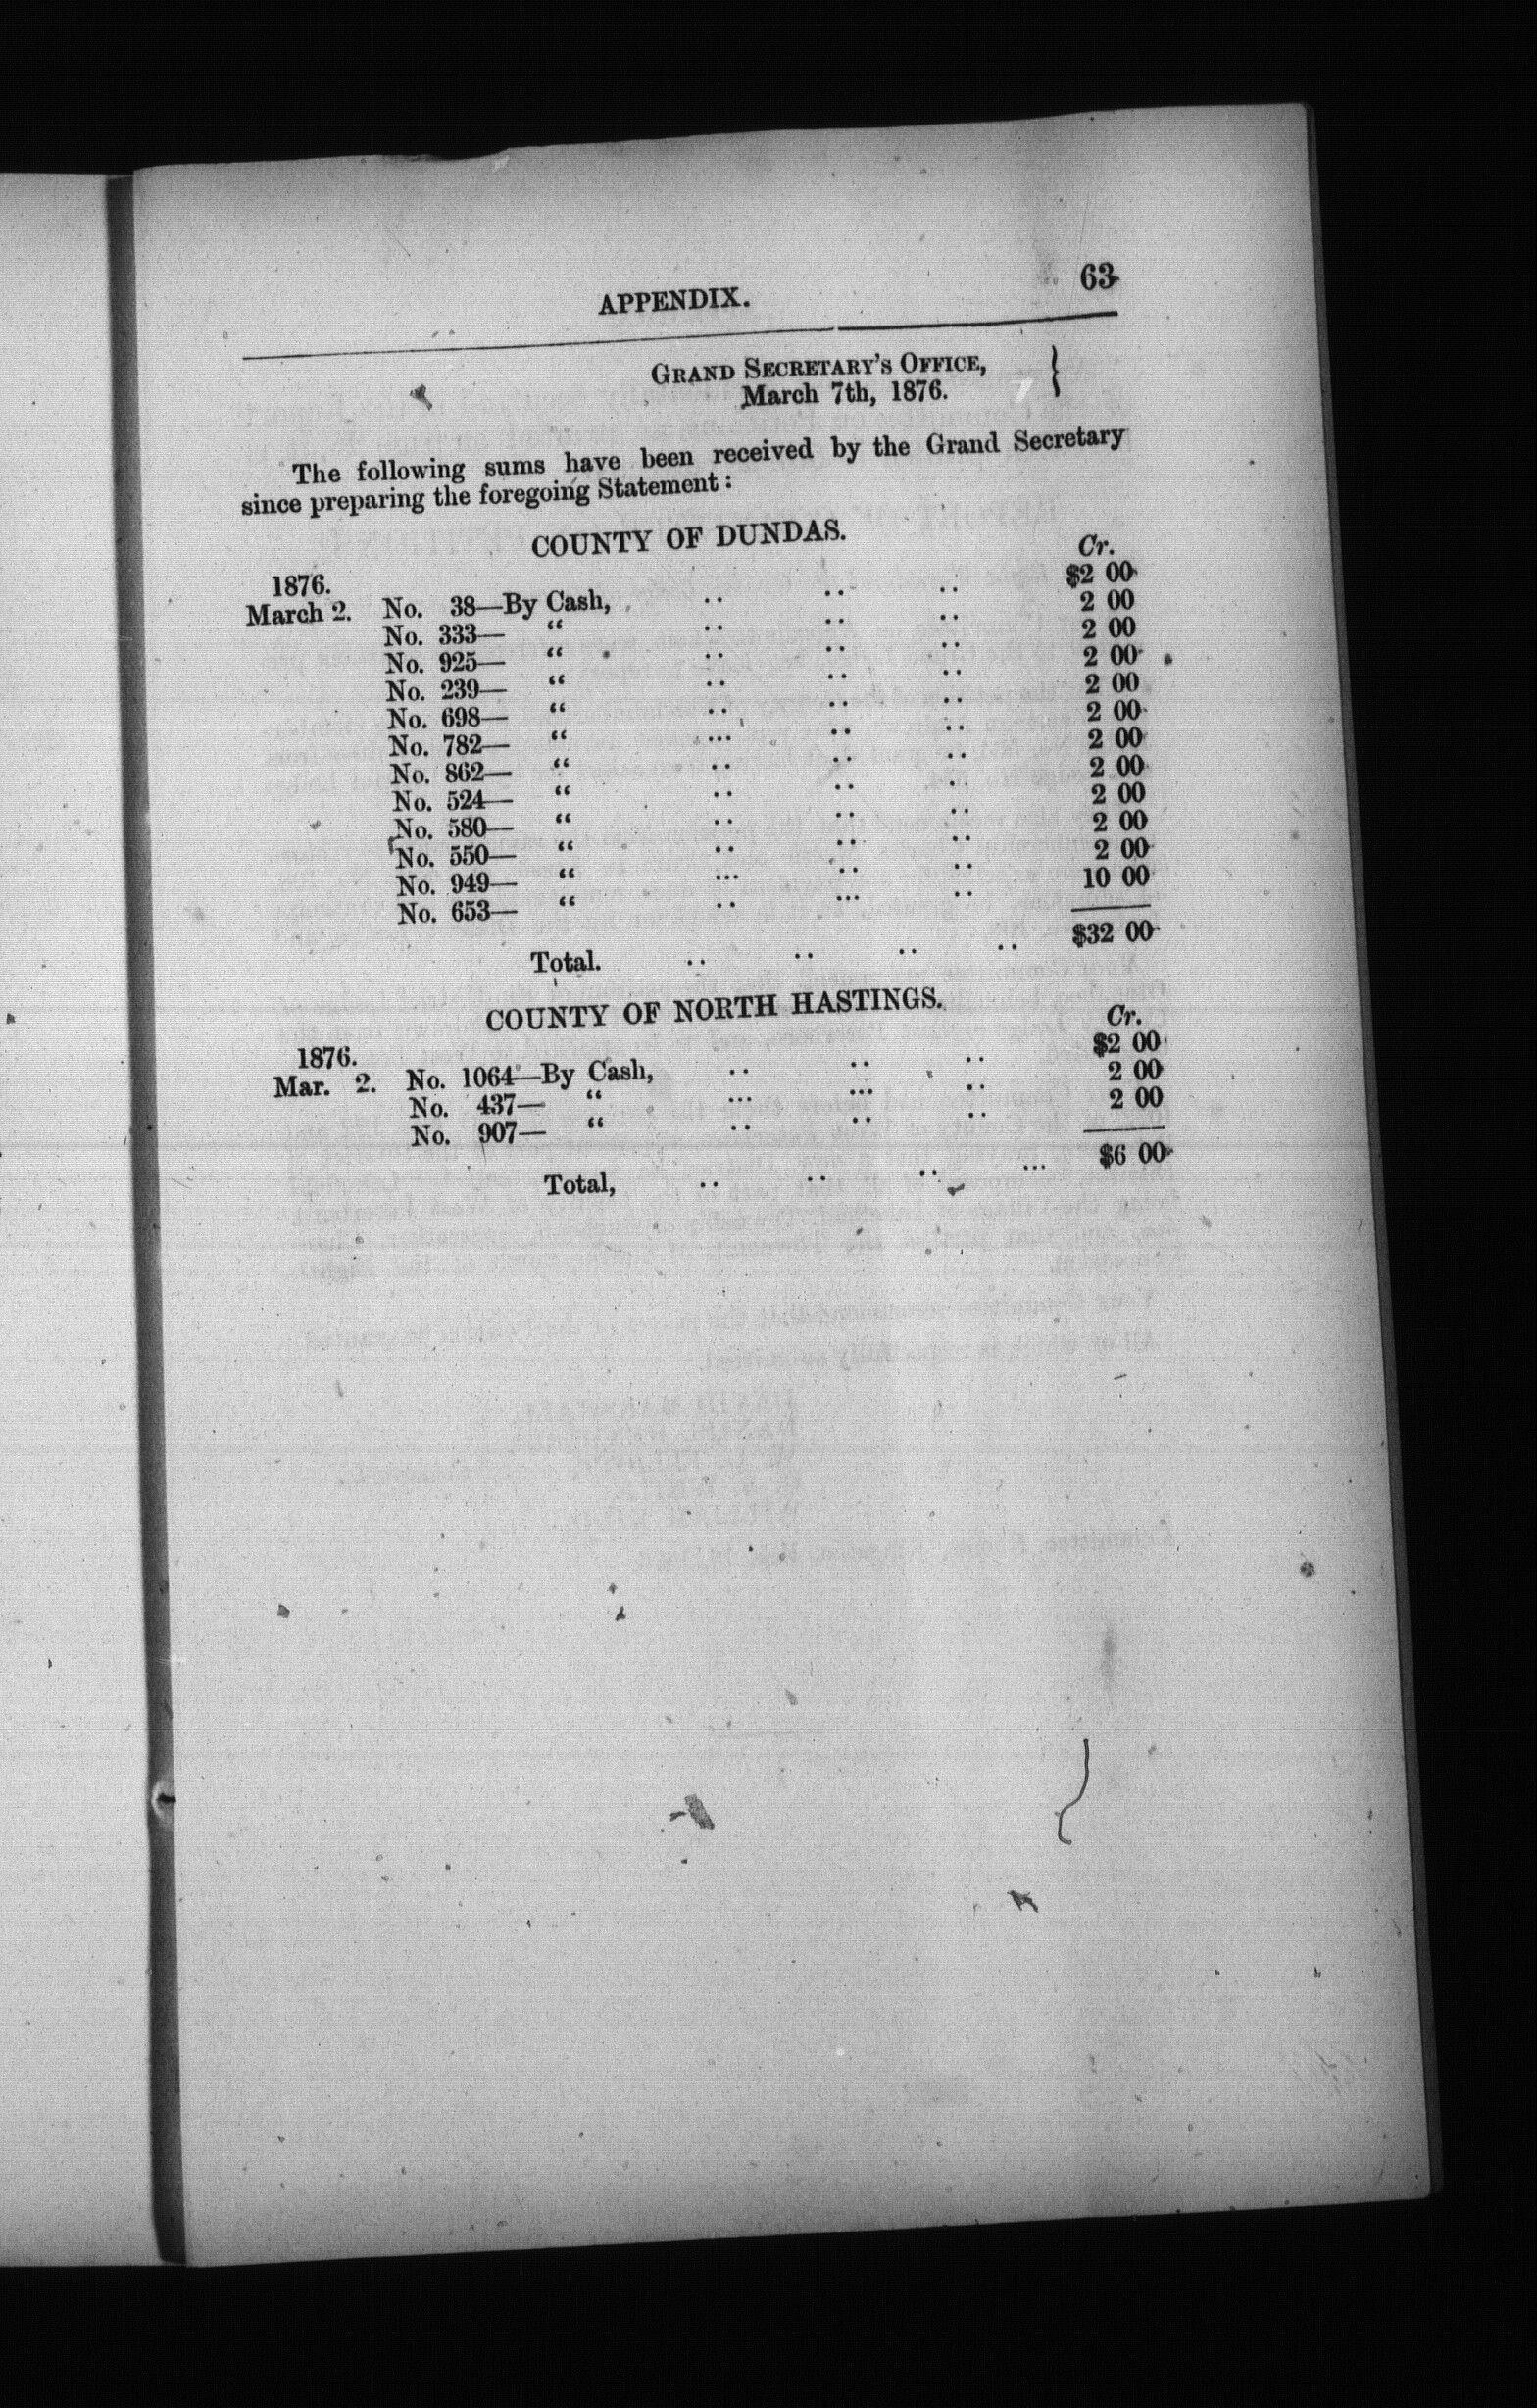 APPENDIX. 63
GRAND SECRETARY'S OFFICE, }
March 7th, 1876.
The following sums have been received by the Grand Secretary
since preparing the foregoing Statement:
COUNTY OF DUNDAS.
1876. Cr.
March 2. No. 38—By Cash, .. .. .. $2 00
No. 333— “ .. .. .. 2 00
No. 925— “ .. .. .. 2 00
No. 239— “ .. .. .. 2 00
No. 698— “ .. .. .. 2 00
No. 782— “ ... .. .. 2 00
No. 862— “ .. .. .. 2 00
No. 524— “ .. .. .. 2 00
No. 580— “ .. .. .. 2 00
No. 550— “ .. .. .. 2 00
No. 949— “ ... .. .. 2 00
No. 653— “ .. ... .. 10 00
Total. .. .. .. .. $32 00
COUNTY OF NORTH HASTINGS.
1876. Cr.
Mar. 2. No. 1064—By Cash, .. .. .. $2 00
No. 437— “ ... ... .. 2 00
No. 907— “ .. .. .. 2 00
Total, .. .. .. ... $6 00